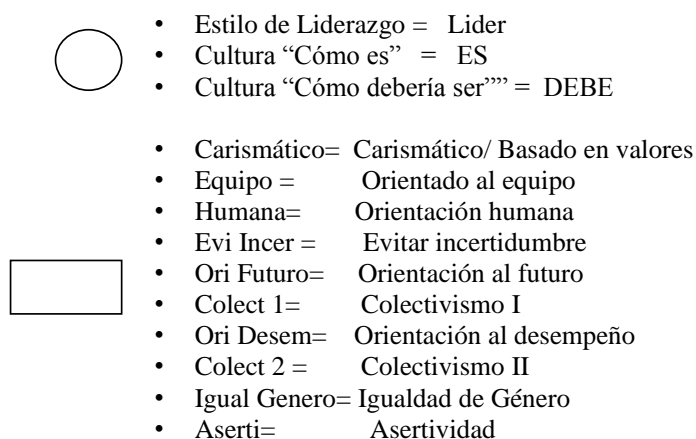 • Estilo de Liderazgo = Lider
• Cultura “Cómo es” = ES
• Cultura “Cómo debería ser”” = DEBE
• Carismático= Carismático/ Basado en valores
• Equipo = Orientado al equipo
• Humana= Orientación humana
• Evi Incer = Evitar incertidumbre
• Ori Futuro= Orientación al futuro
• Colect 1= Colectivismo I
• Ori Desem= Orientación al desempeño
• Colect 2 = Colectivismo II
• Igual Genero= Igualdad de Género
• Aserti= Asertividad